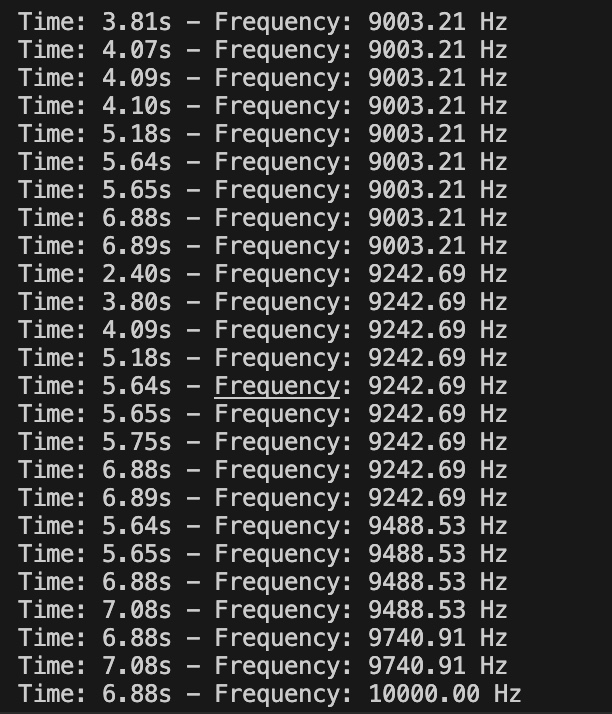 Time: 3.81s – Frequency: 9003.21 Hz
Time: 4.07s – Frequency: 9003.21 Hz
Time: 4.09s – Frequency: 9003.21 Hz
Time: 4.10s – Frequency: 9003.21 Hz
Time: 5.18s – Frequency: 9003.21 Hz
Time: 5.64s – Frequency: 9003.21 Hz
Time: 5.65s – Frequency: 9003.21 Hz
Time: 6.88s – Frequency: 9003.21 Hz
Time: 6.89s – Frequency: 9003.21 Hz
Time: 2.40s – Frequency: 9242.69 Hz
Time: 3.80s – Frequency: 9242.69 Hz
Time: 4.09s – Frequency: 9242.69 Hz
Time: 5.18s – Frequency: 9242.69 Hz
Time: 5.64s – Frequency: 9242.69 Hz
Time: 5.65s – Frequency: 9242.69 Hz
Time: 5.75s – Frequency: 9242.69 Hz
Time: 6.88s – Frequency: 9242.69 Hz
Time: 6.89s – Frequency: 9242.69 Hz
Time: 5.64s – Frequency: 9488.53 Hz
Time: 5.65s – Frequency: 9488.53 Hz
Time: 6.88s – Frequency: 9488.53 Hz
Time: 7.08s – Frequency: 9488.53 Hz
Time: 6.88s – Frequency: 9740.91 Hz
Time: 7.08s – Frequency: 9740.91 Hz
Time: 6.88s – Frequency: 10000.00 Hz